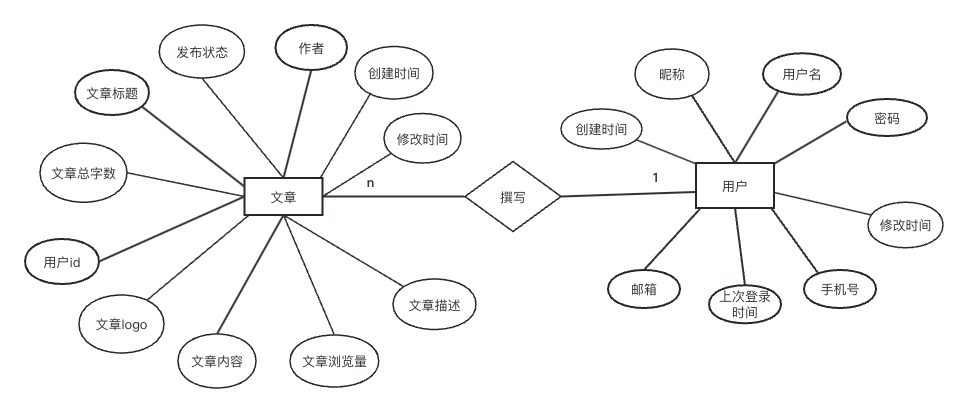 发布状态
作者
创建时间
昵称
用户名
文章标题
修改时间
创建时间
密码
文章总字数
n
1
文章
撰写
用户
修改时间
用户id
邮箱
上次登录
时间
手机号
文章logo
文章描述
文章内容
文章浏览量